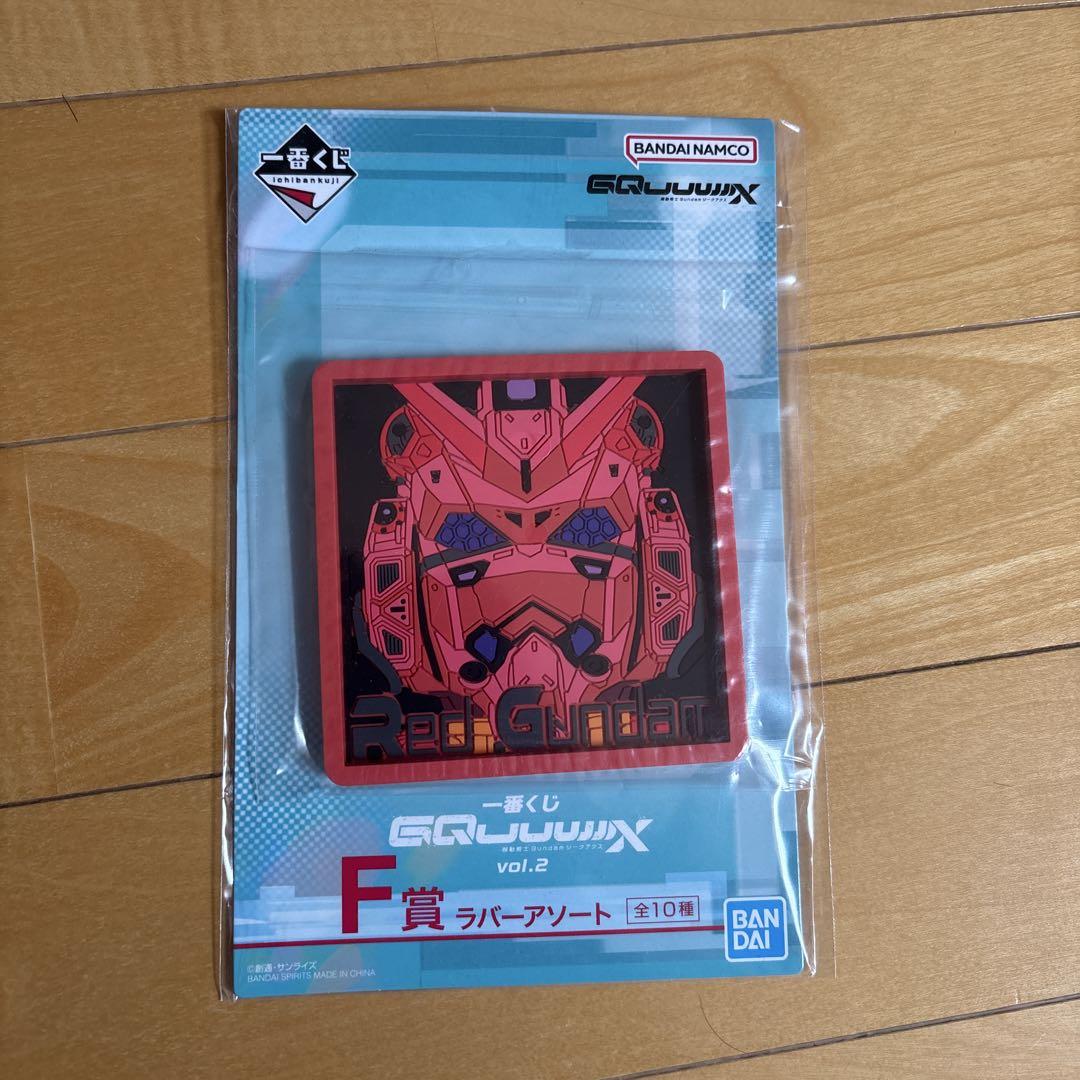 一番くじ
ichibankuji
BANDAI NAMCO
GQuuuuuuX
機動戦士Gundamジークアクス
Red Gundam
一番くじ
GQuuuuuuX
機動戦士Gundamジークアクス
vol.2
F賞 ラバーアソート 全10種
BAN
DAI
©創通・サンライズ
BANDAI SPIRITS MADE IN CHINA